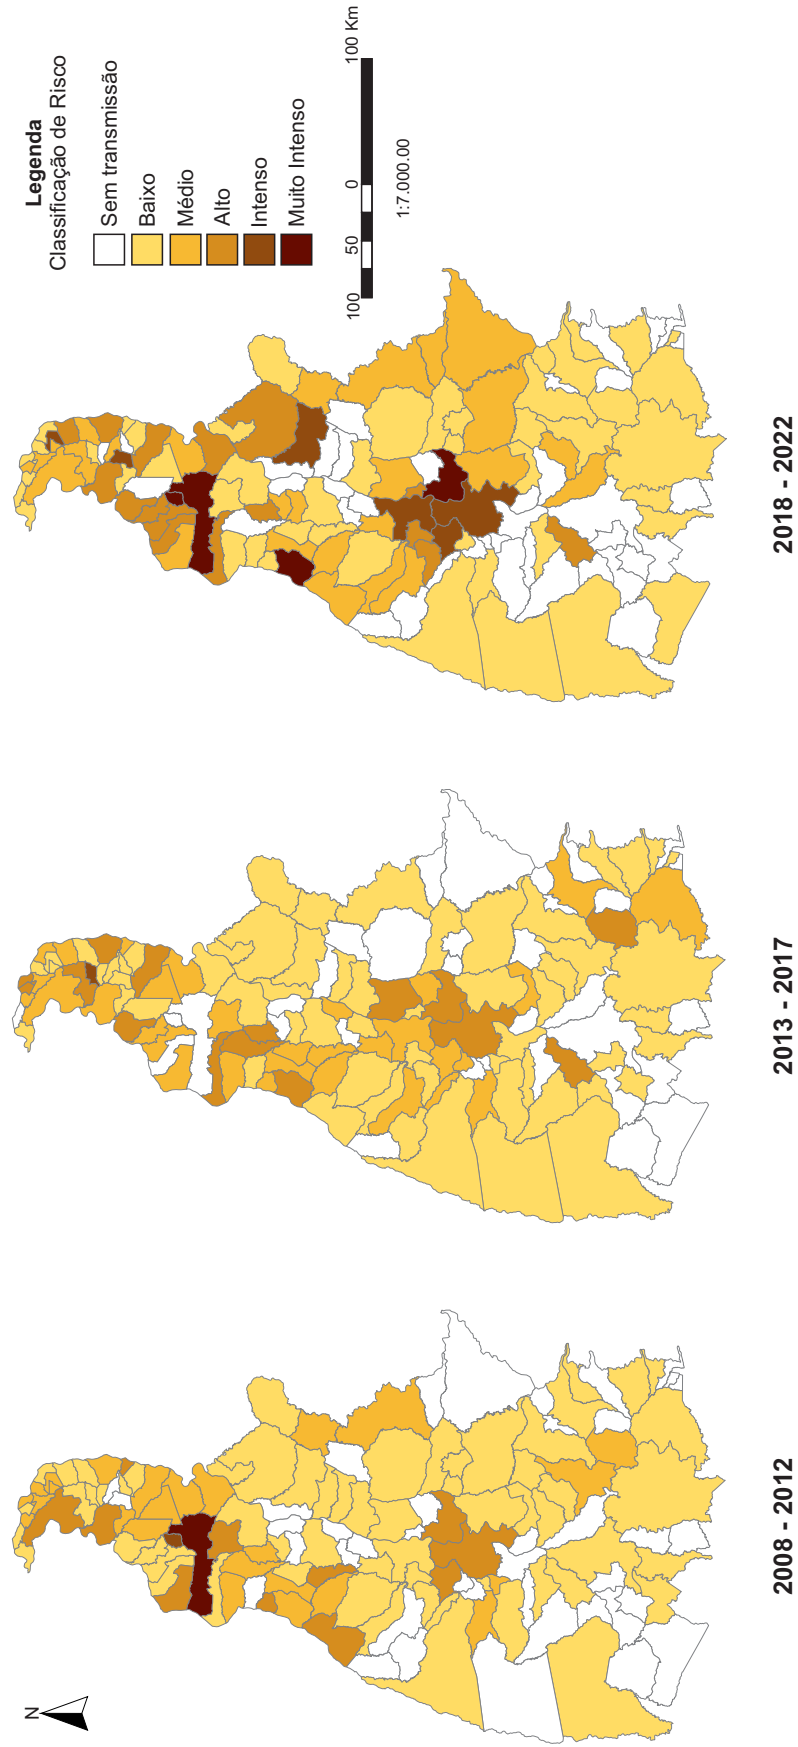 N
2008 - 2012
2013 - 2017
2018 - 2022
Legenda
Classificação de Risco
Sem transmissão
Baixo
Médio
Alto
Intenso
Muito Intenso
100 50 0 100 Km
1:7.000.00